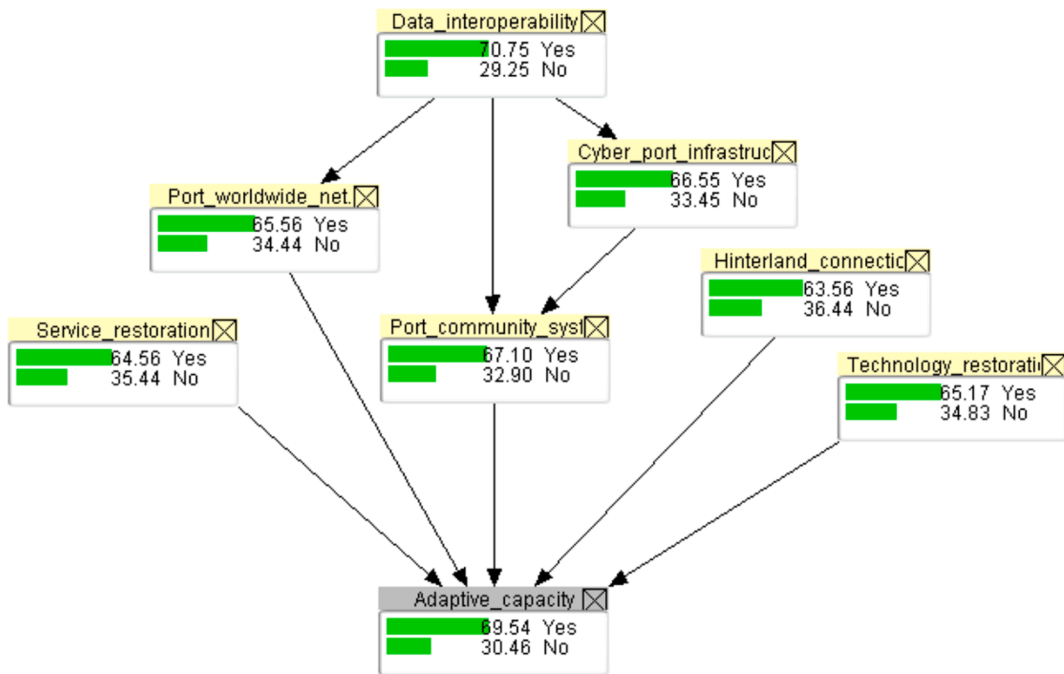 Data_interoperability
70.75 Yes
29.25 No
Cyber_port_infrastruc
66.55 Yes
33.45 No
Port_worldwide_net.
65.56 Yes
34.44 No
Hinterland_connectic
63.56 Yes
36.44 No
Service_restoration
64.56 Yes
35.44 No
Port_community_syst
67.10 Yes
32.90 No
Technology_restorati
65.17 Yes
34.83 No
Adaptive_capacity
69.54 Yes
30.46 No